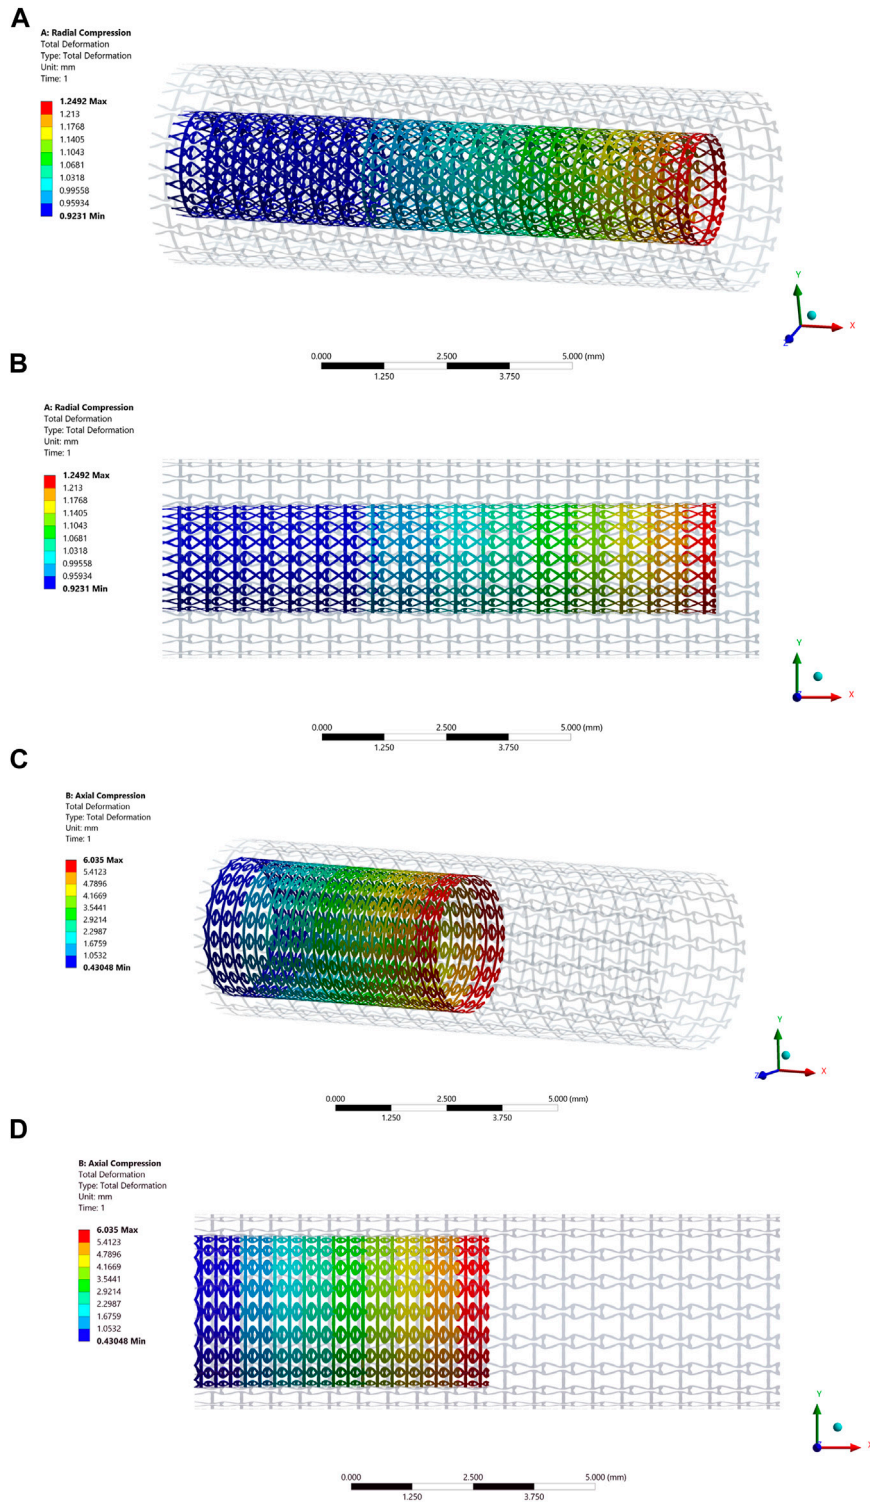 A
A: Radial Compression
Total Deformation
Type: Total Deformation
Unit: mm
Time: 1
1.2492 Max
1.213
1.1768
1.1405
1.1043
1.0681
1.0318
0.99558
0.95934
0.9231 Min
Y
X
Z
0.000 2.500 5.000 (mm)
1.250 3.750
B
A: Radial Compression
Total Deformation
Type: Total Deformation
Unit: mm
Time: 1
1.2492 Max
1.213
1.1768
1.1405
1.1043
1.0681
1.0318
0.99558
0.95934
0.9231 Min
Y
X
Z
0.000 2.500 5.000 (mm)
1.250 3.750
C
B: Axial Compression
Total Deformation
Type: Total Deformation
Unit: mm
Time: 1
6.035 Max
5.4123
4.7896
4.1669
3.5441
2.9214
2.2987
1.6759
1.0532
0.43048 Min
Y
Z X
0.000 2.500 5.000 (mm)
1.250 3.750
D
B: Axial Compression
Total Deformation
Type: Total Deformation
Unit: mm
Time: 1
6.035 Max
5.4123
4.7896
4.1669
3.5441
2.9214
2.2987
1.6759
1.0532
0.43048 Min
Y
Z X
0.000 2.500 5.000 (mm)
1.250 3.750